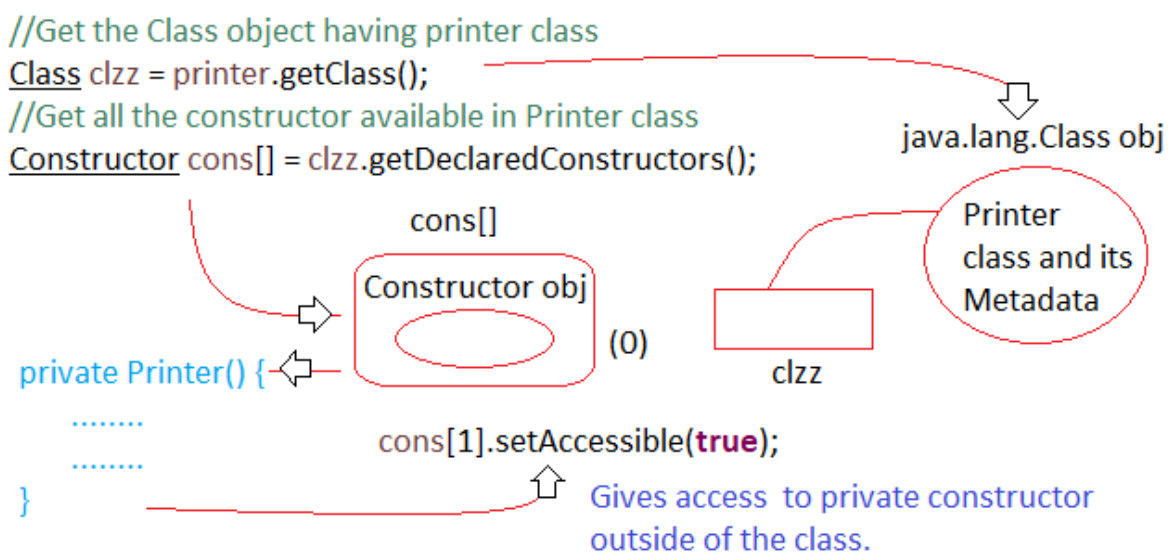 //Get the Class object having printer class
Class clzz = printer.getClass();
//Get all the constructor available in Printer class
Constructor cons[] = clzz.getDeclaredConstructors();
java.lang.Class obj
Printer
class and its
Metadata
cons[]
Constructor obj
(0)
clzz
private Printer() {
........
........
}
cons[1].setAccessible(true);
Gives access to private constructor
outside of the class.